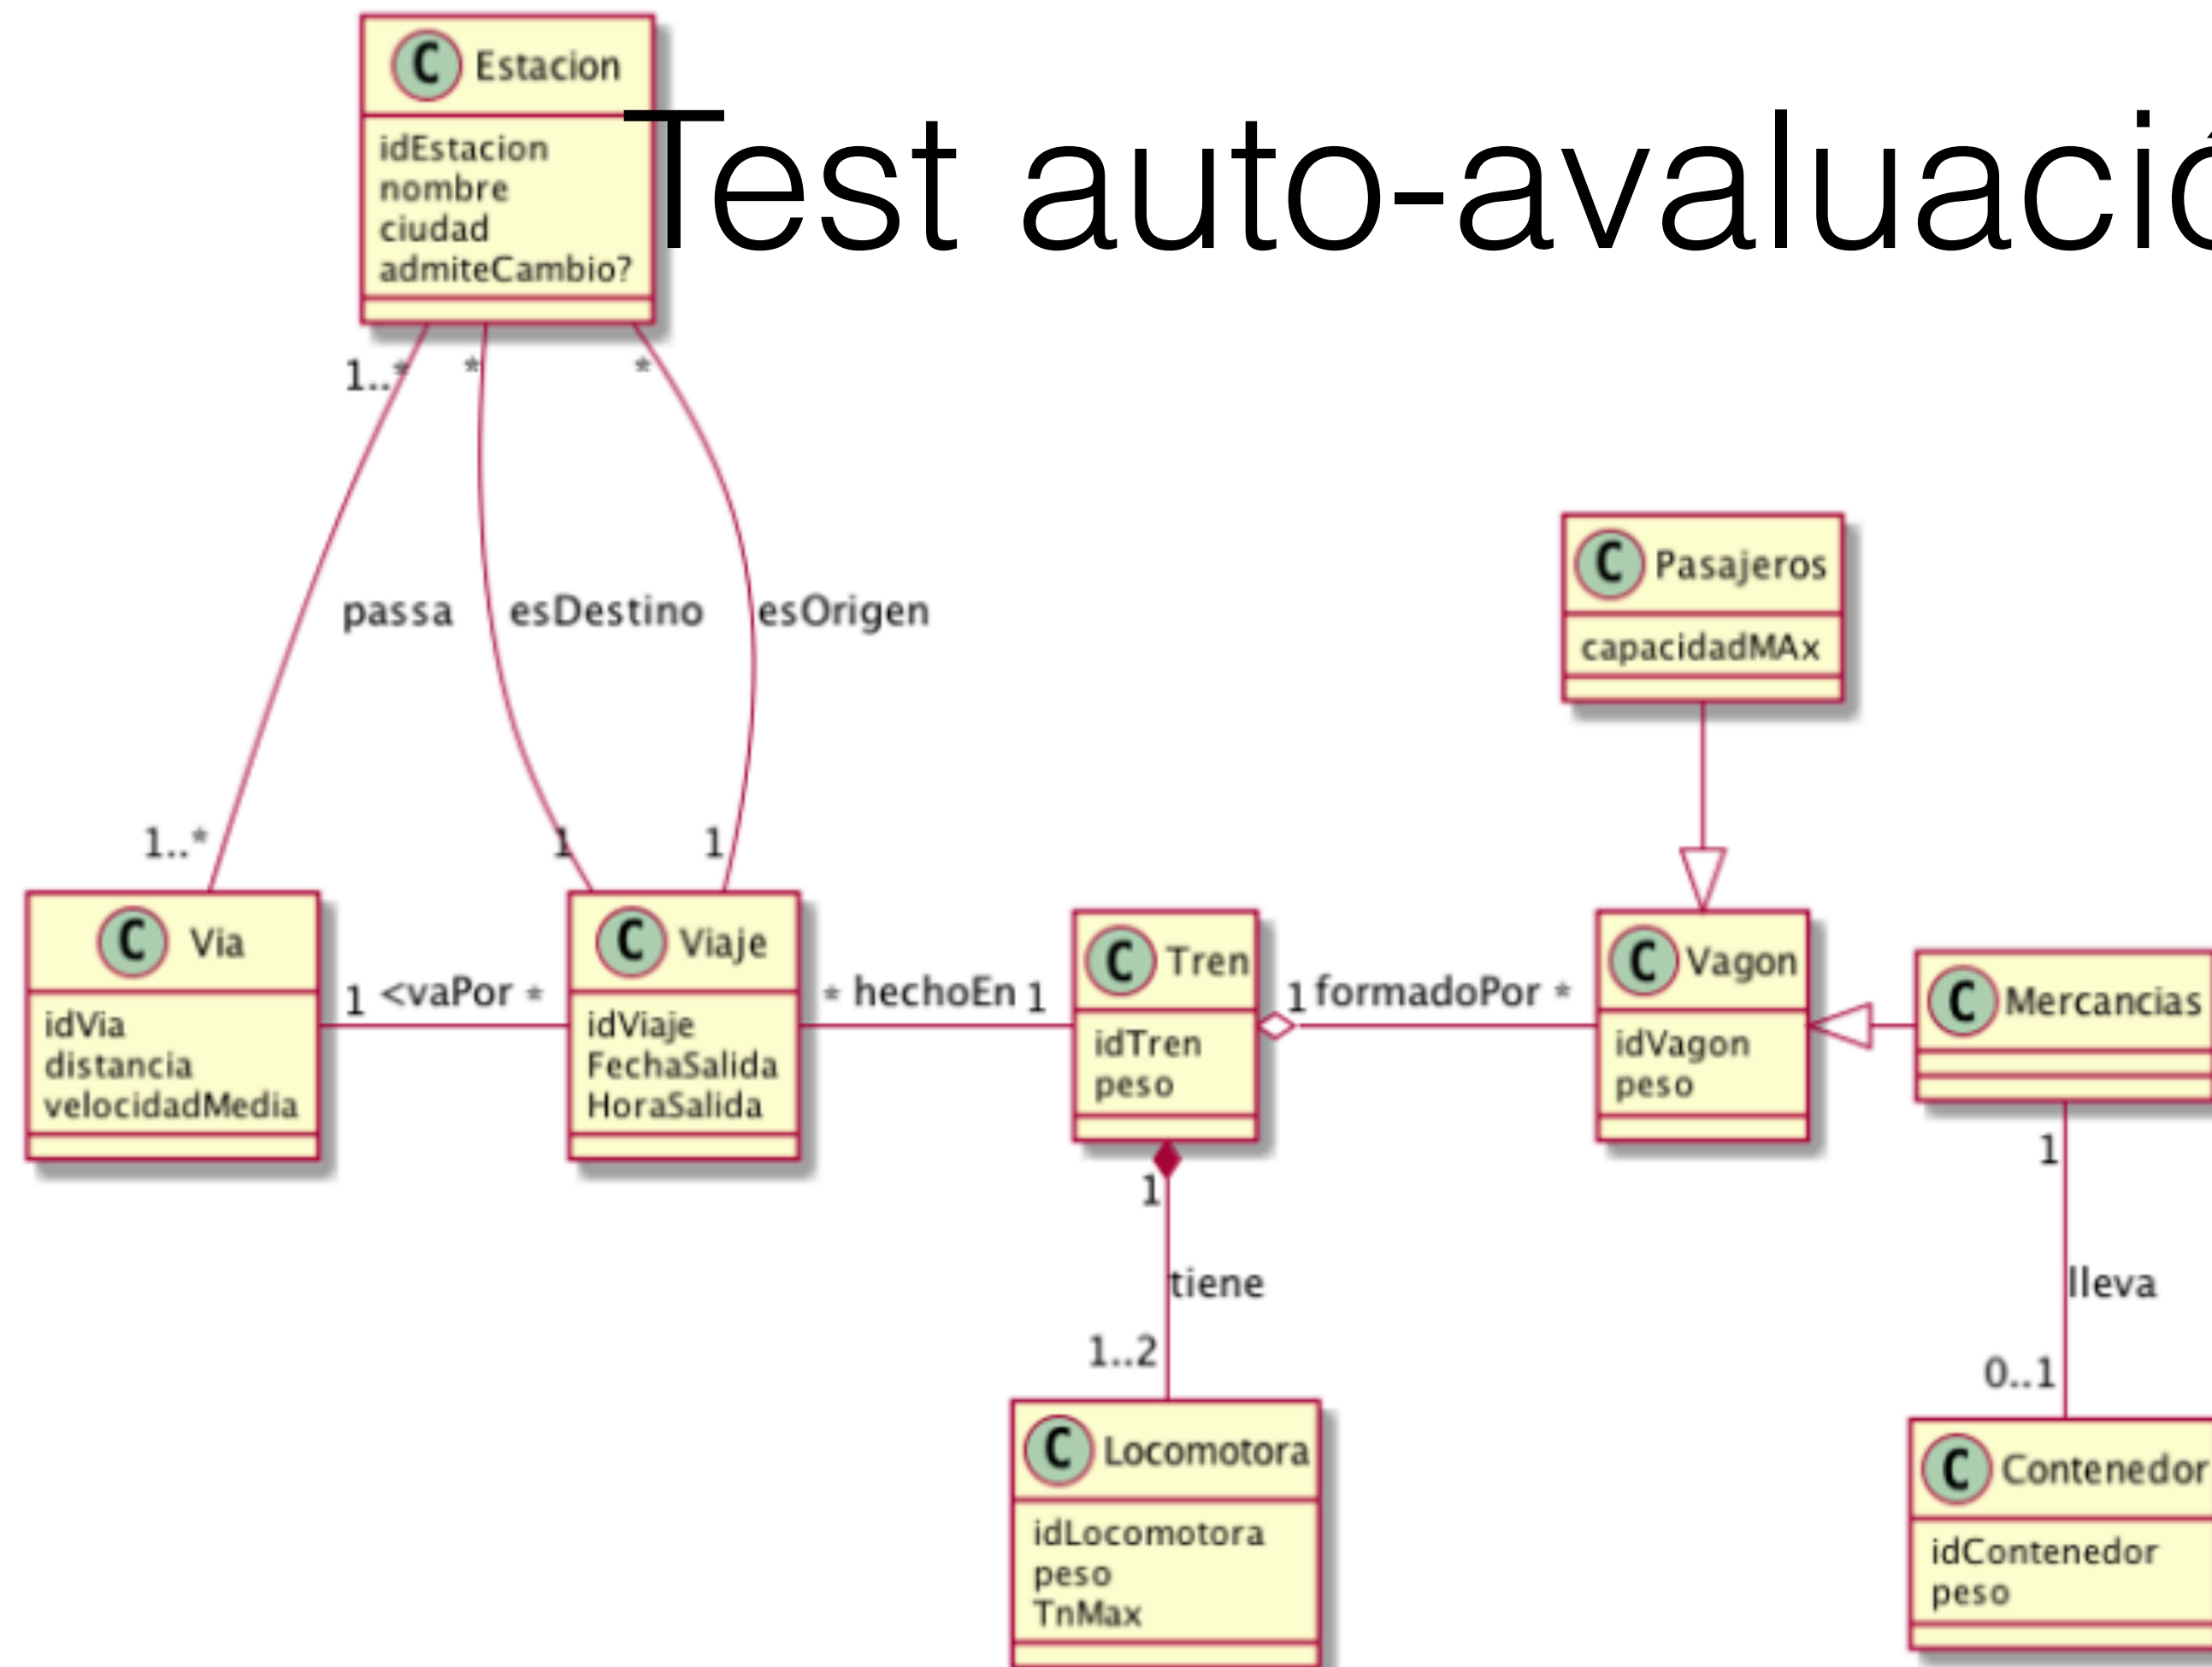 C Estacion
idEstacion
nombre
ciudad
admiteCambio?
Test auto-avaluació
1..* * *
passa esDestino esOrigen
1..* 1 1
C Pasajeros
capacidadMAx
C Via
idVia
distancia
velocidadMedia
1 <vaPor *
C Viaje
idViaje
FechaSalida
HoraSalida
* hechoEn 1
C Tren
idTren
peso
1 formadoPor *
C Vagon
idVagon
peso
C Mercancias
1
tiene
1..2
1
lleva
0..1
C Locomotora
idLocomotora
peso
TnMax
C Contenedor
idContenedor
peso